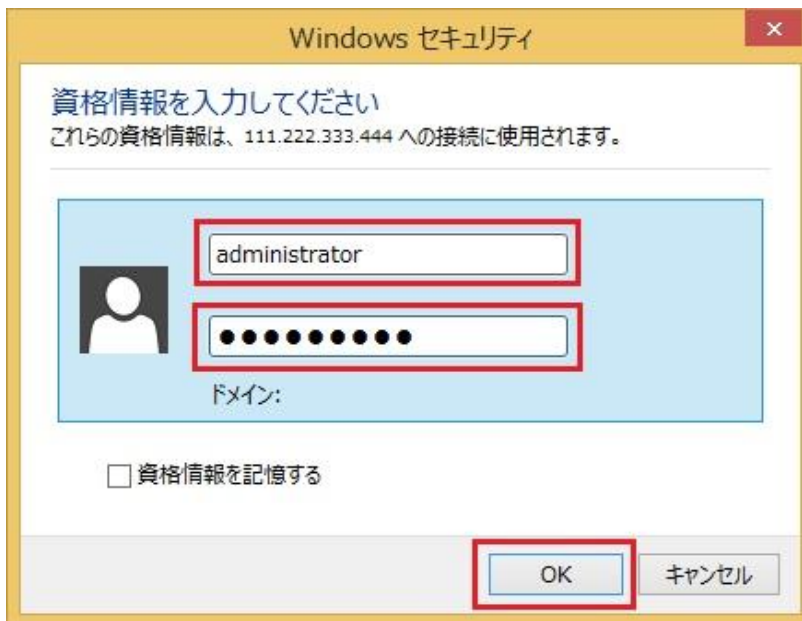 Windows セキュリティ
資格情報を入力してください
これらの資格情報は、111.222.333.444 への接続に使用されます。
administrator
●●●●●●●●●
ドメイン:
資格情報を記憶する
OK
キャンセル